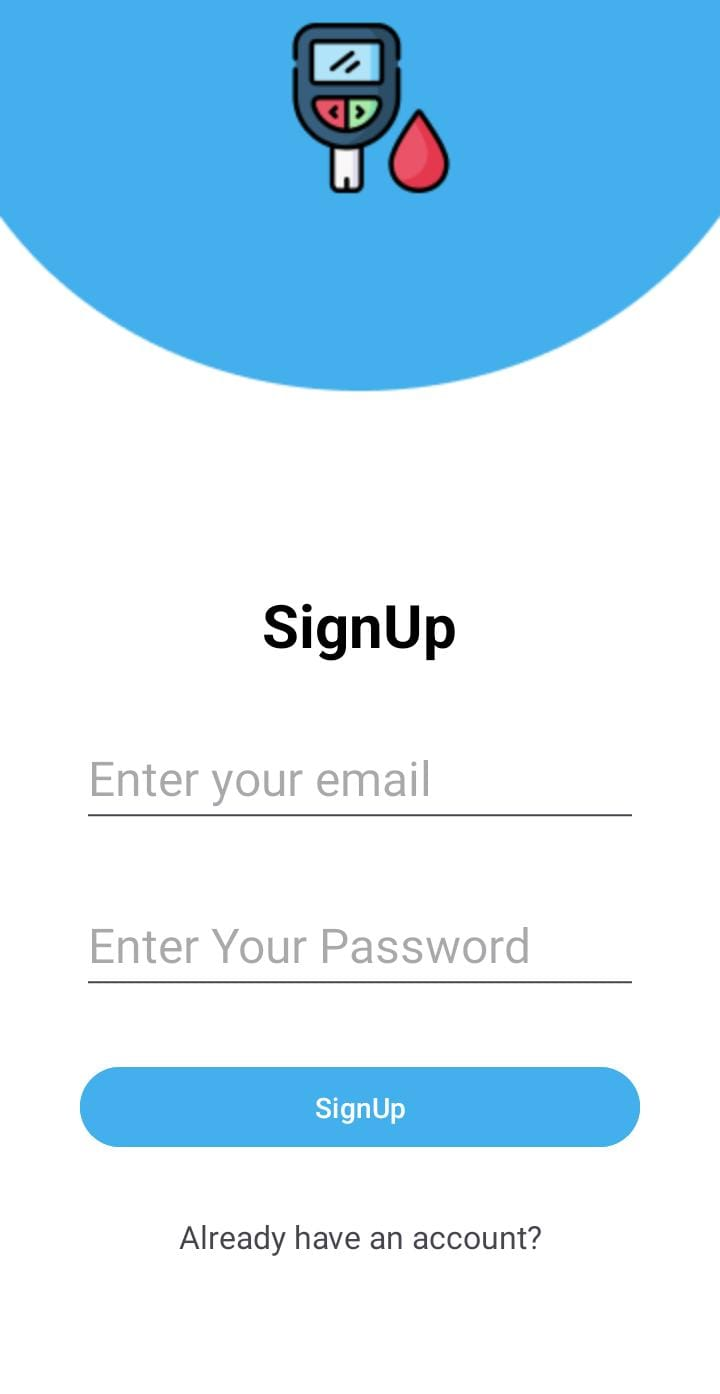 SignUp
Enter your email
Enter Your Password
SignUp
Already have an account?